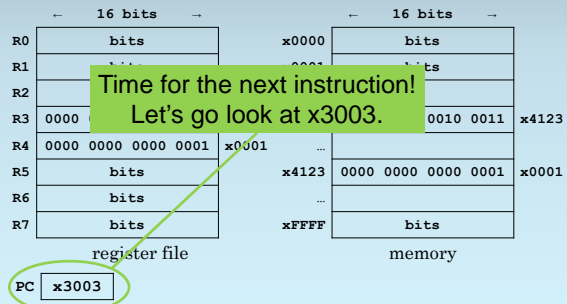 ← 16 bits → ← 16 bits →
R0 bits x0000 bits
R1 bits
Time for the next instruction!
Let's go look at x3003.
R2
R3 0000 0010 0011 x4123
R4 0000 0000 0000 0001 x0001 …
R5 bits x4123 0000 0000 0000 0001 x0001
R6 bits …
R7 bits xFFFF bits
register file memory
PC x3003